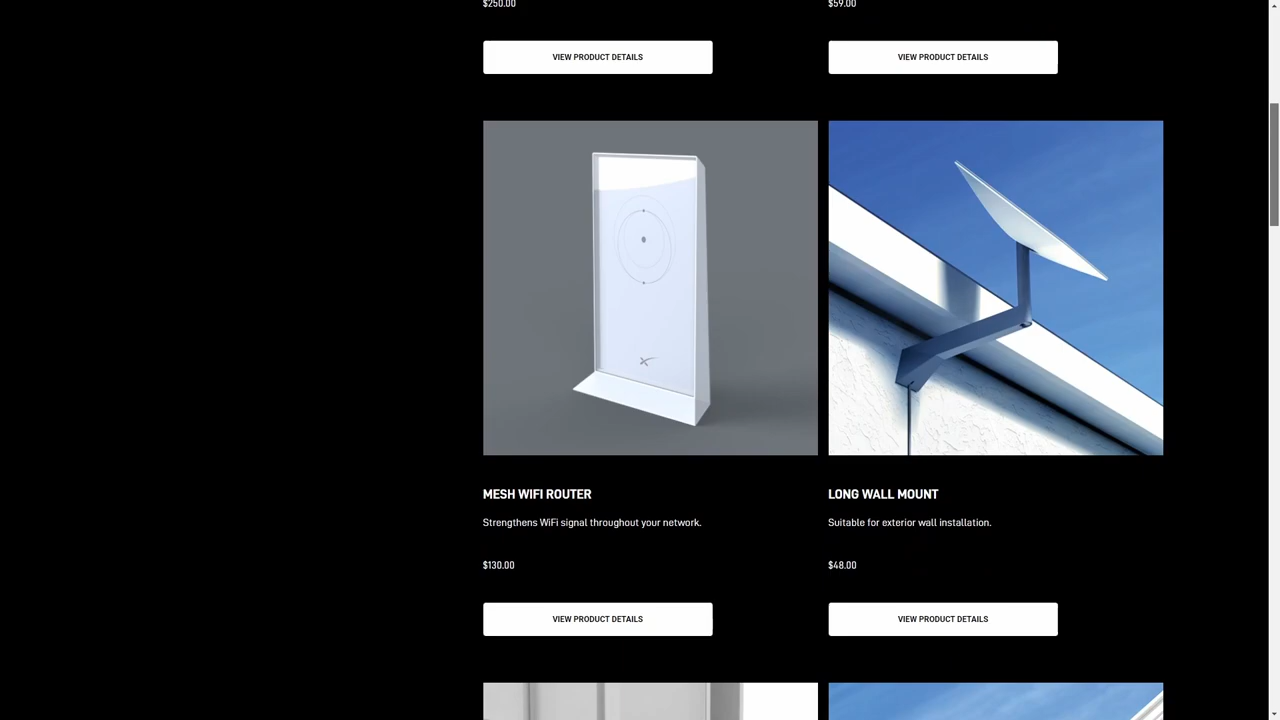 $250.00
$59.00
VIEW PRODUCT DETAILS
VIEW PRODUCT DETAILS
MESH WIFI ROUTER
Strengthens WiFi signal throughout your network.
$130.00
VIEW PRODUCT DETAILS
LONG WALL MOUNT
Suitable for exterior wall installation.
$48.00
VIEW PRODUCT DETAILS